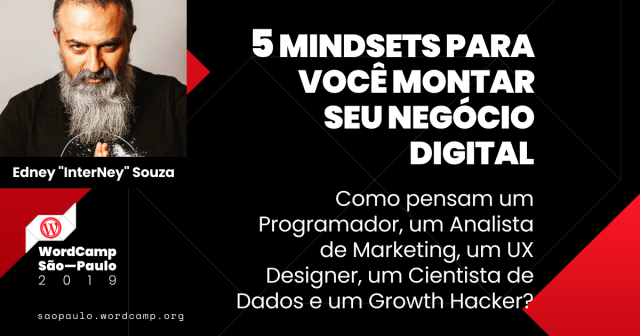 5 MINDSETS PARA
VOCÊ MONTAR
SEU NEGÓCIO
DIGITAL
Como pensam um
Programador, um Analista
de Marketing, um UX
Designer, um Cientista de
Dados e um Growth Hacker?
Edney "InterNey" Souza
WordCamp
São—Paulo
2019
saopaulo.wordcamp.org